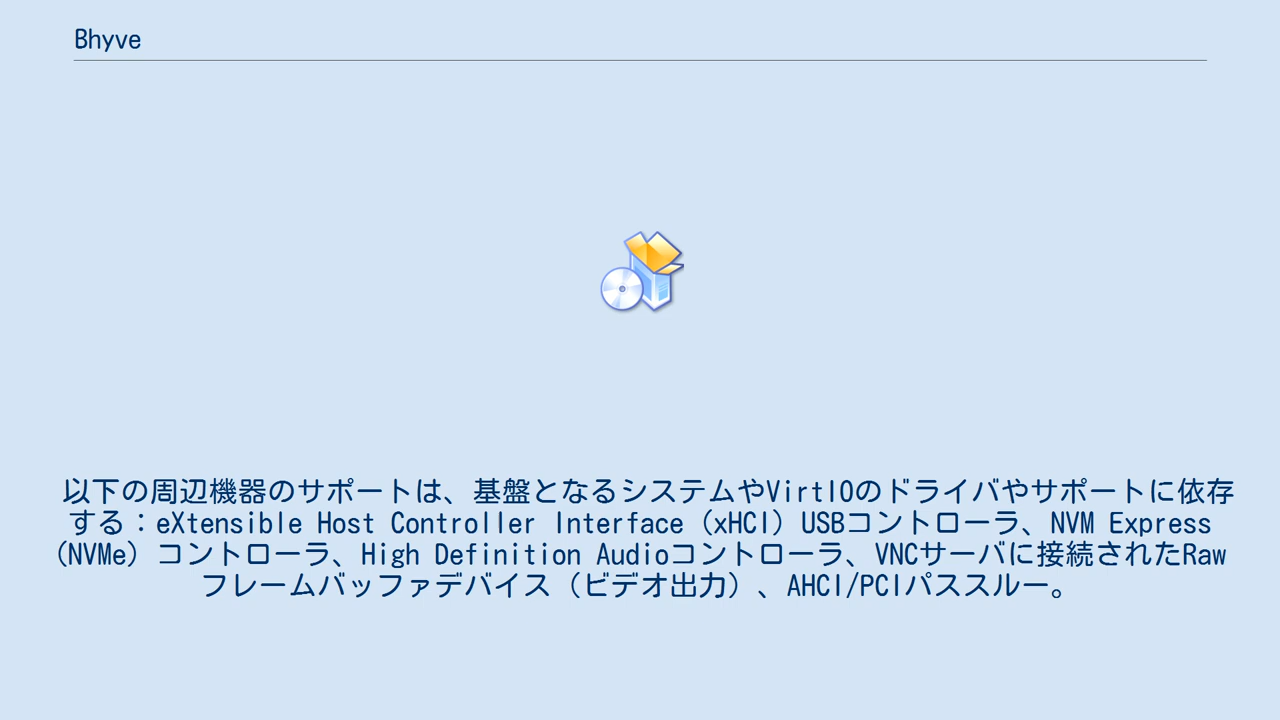 Bhyve
以下の周辺機器のサポートは、基盤となるシステムやVirtIOのドライバやサポートに依存
する：eXtensible Host Controller Interface（xHCI）USBコントローラ、NVM Express
(NVMe）コントローラ、High Definition Audioコントローラ、VNCサーバに接続されたRaw
フレームバッファデバイス（ビデオ出力）、AHCI/PCIパススルー。